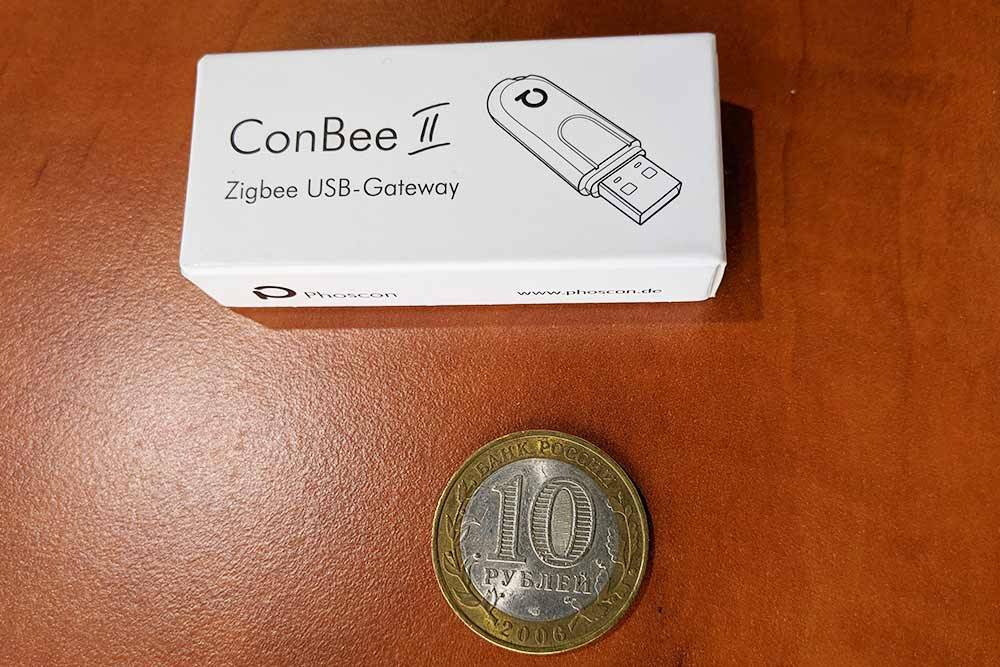 ConBee II
Zigbee USB-Gateway
Phoscon
www.phoscon.de
БАНК РОССИИ
10
РУБЛЕЙ
2006